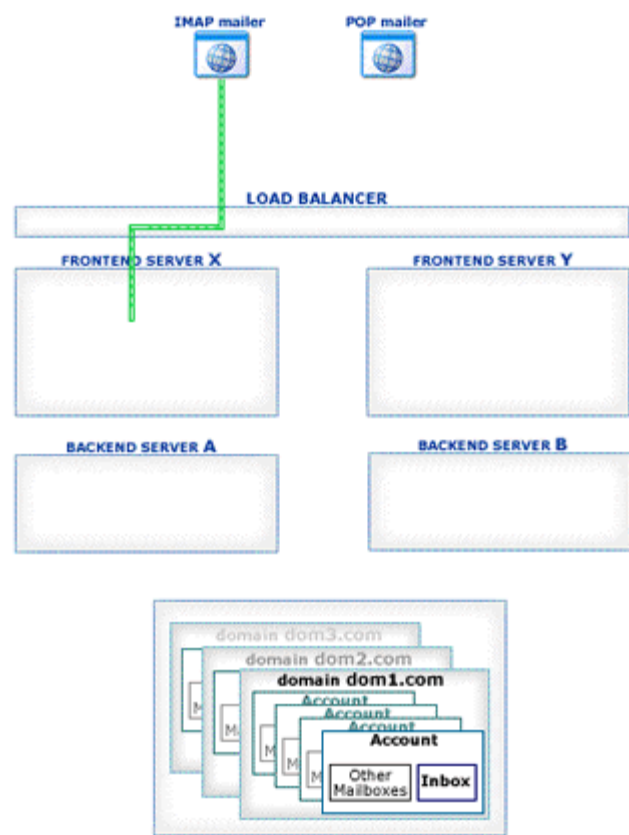 IMAP mailer
POP mailer
LOAD BALANCER
FRONTEND SERVER X
FRONTEND SERVER Y
BACKEND SERVER A
BACKEND SERVER B
domain dom3.com
domain dom2.com
domain dom1.com
Account
Account
Account
Account
M
M
M
M
M
Other
Mailboxes
Inbox